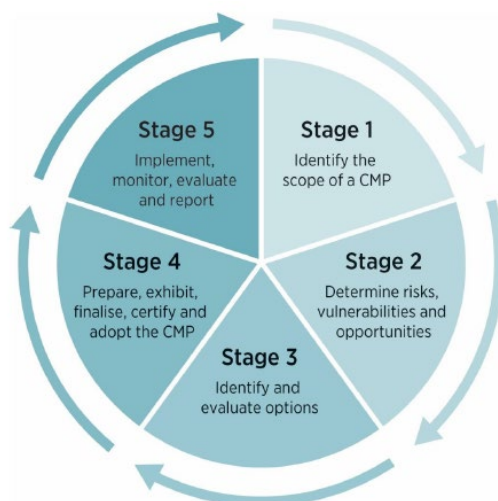 Stage 1
Identify the
scope of a CMP
Stage 2
Determine risks,
vulnerabilities and
opportunities
Stage 3
Identify and
evaluate options
Stage 4
Prepare, exhibit,
finalise, certify and
adopt the CMP
Stage 5
Implement,
monitor, evaluate
and report